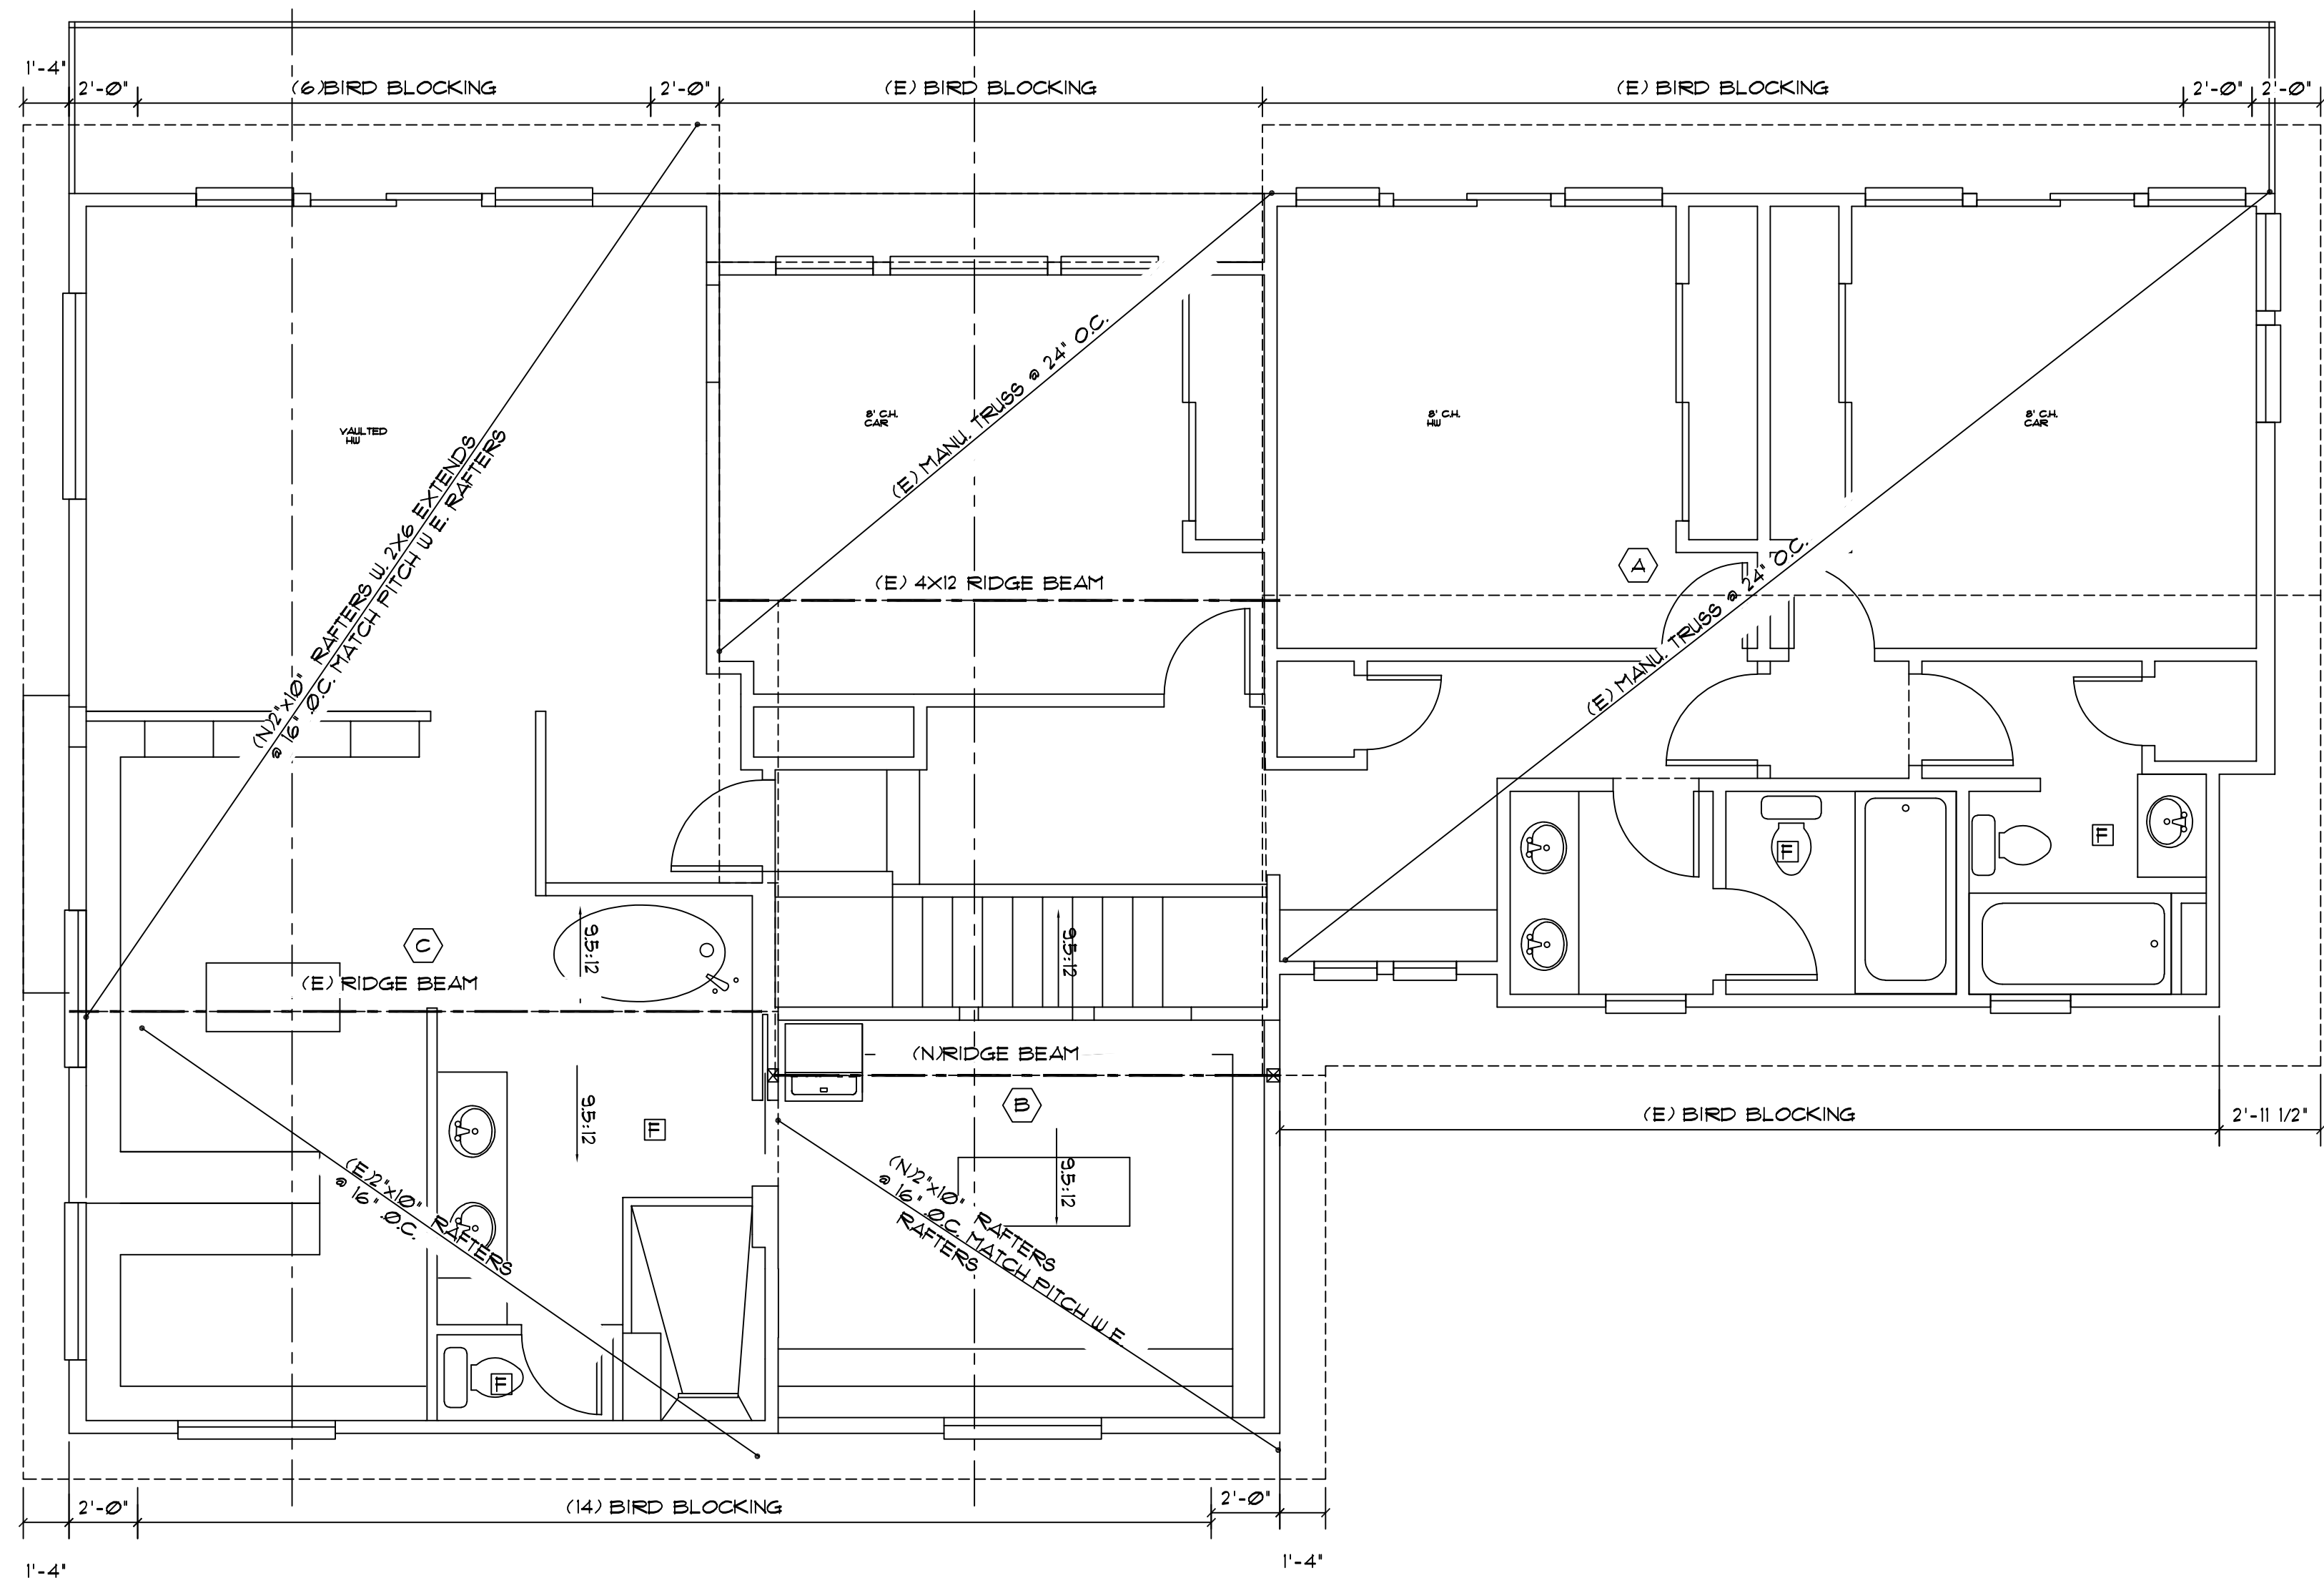 1'-4"
2'-0"
(6)BIRD BLOCKING
2'-0"
(E) BIRD BLOCKING
(E) BIRD BLOCKING
2'-0"
2'-0"
(E) MANU. TRUSS @ 24" O.C.
VAULTED
HW
8' C.H.
CAR
8' C.H.
HW
8' C.H.
CAR
(N)2"x10" RAFTERS W. 2X6 EXTENDS
@ 16" O.C. MATCH PITCH W E. RAFTERS
A
(E) 4X12 RIDGE BEAM
(E) MANU. TRUSS @ 24" O.C.
F
F
C
9.5:12
9.5:12
(E) RIDGE BEAM
(N)RIDGE BEAM
B
9.5:12
F
(E) BIRD BLOCKING
2'-11 1/2"
9.5:12
(E)2"x10" RAFTERS
@ 16" O.C.
(N)2"x10" RAFTERS
@ 16" O.C. MATCH PITCH W E
RAFTERS
F
2'-0"
(14) BIRD BLOCKING
2'-0"
1'-4"
1'-4"